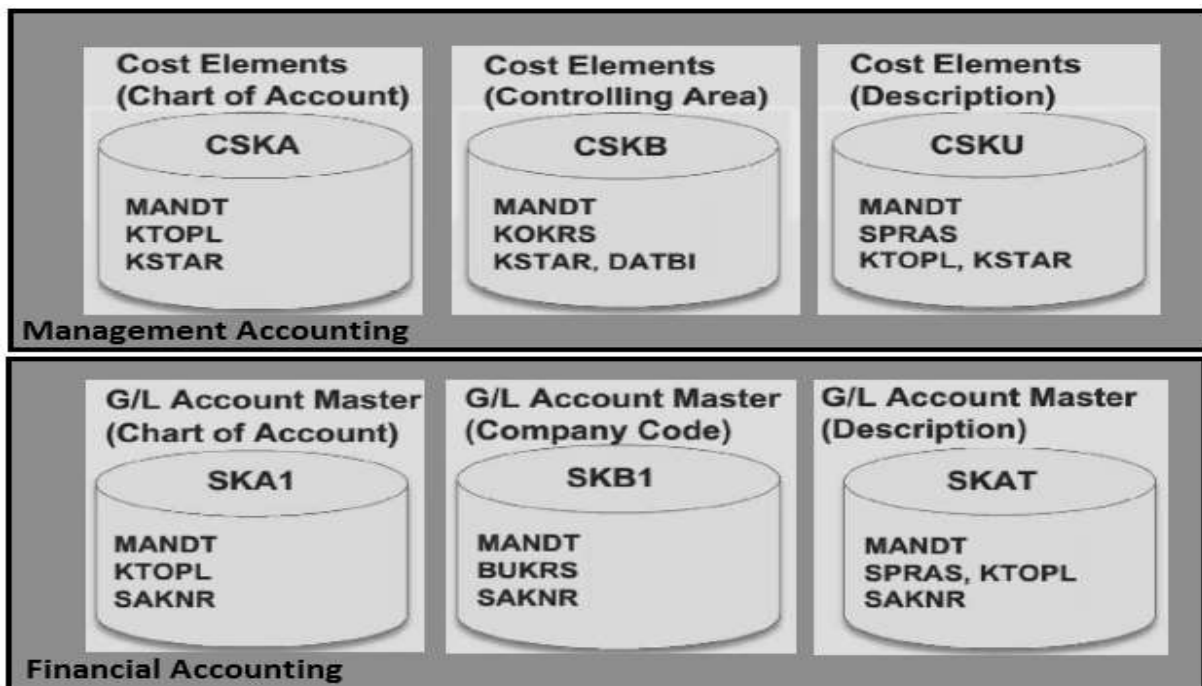 Cost Elements
(Chart of Account)
CSKA
MANDT
KTOPL
KSTAR
Cost Elements
(Controlling Area)
CSKB
MANDT
KOKRS
KSTAR, DATBI
Cost Elements
(Description)
CSKU
MANDT
SPRAS
KTOPL, KSTAR
Management Accounting
G/L Account Master
(Chart of Account)
SKA1
MANDT
KTOPL
SAKNR
G/L Account Master
(Company Code)
SKB1
MANDT
BUKRS
SAKNR
G/L Account Master
(Description)
SKAT
MANDT
SPRAS, KTOPL
SAKNR
Financial Accounting